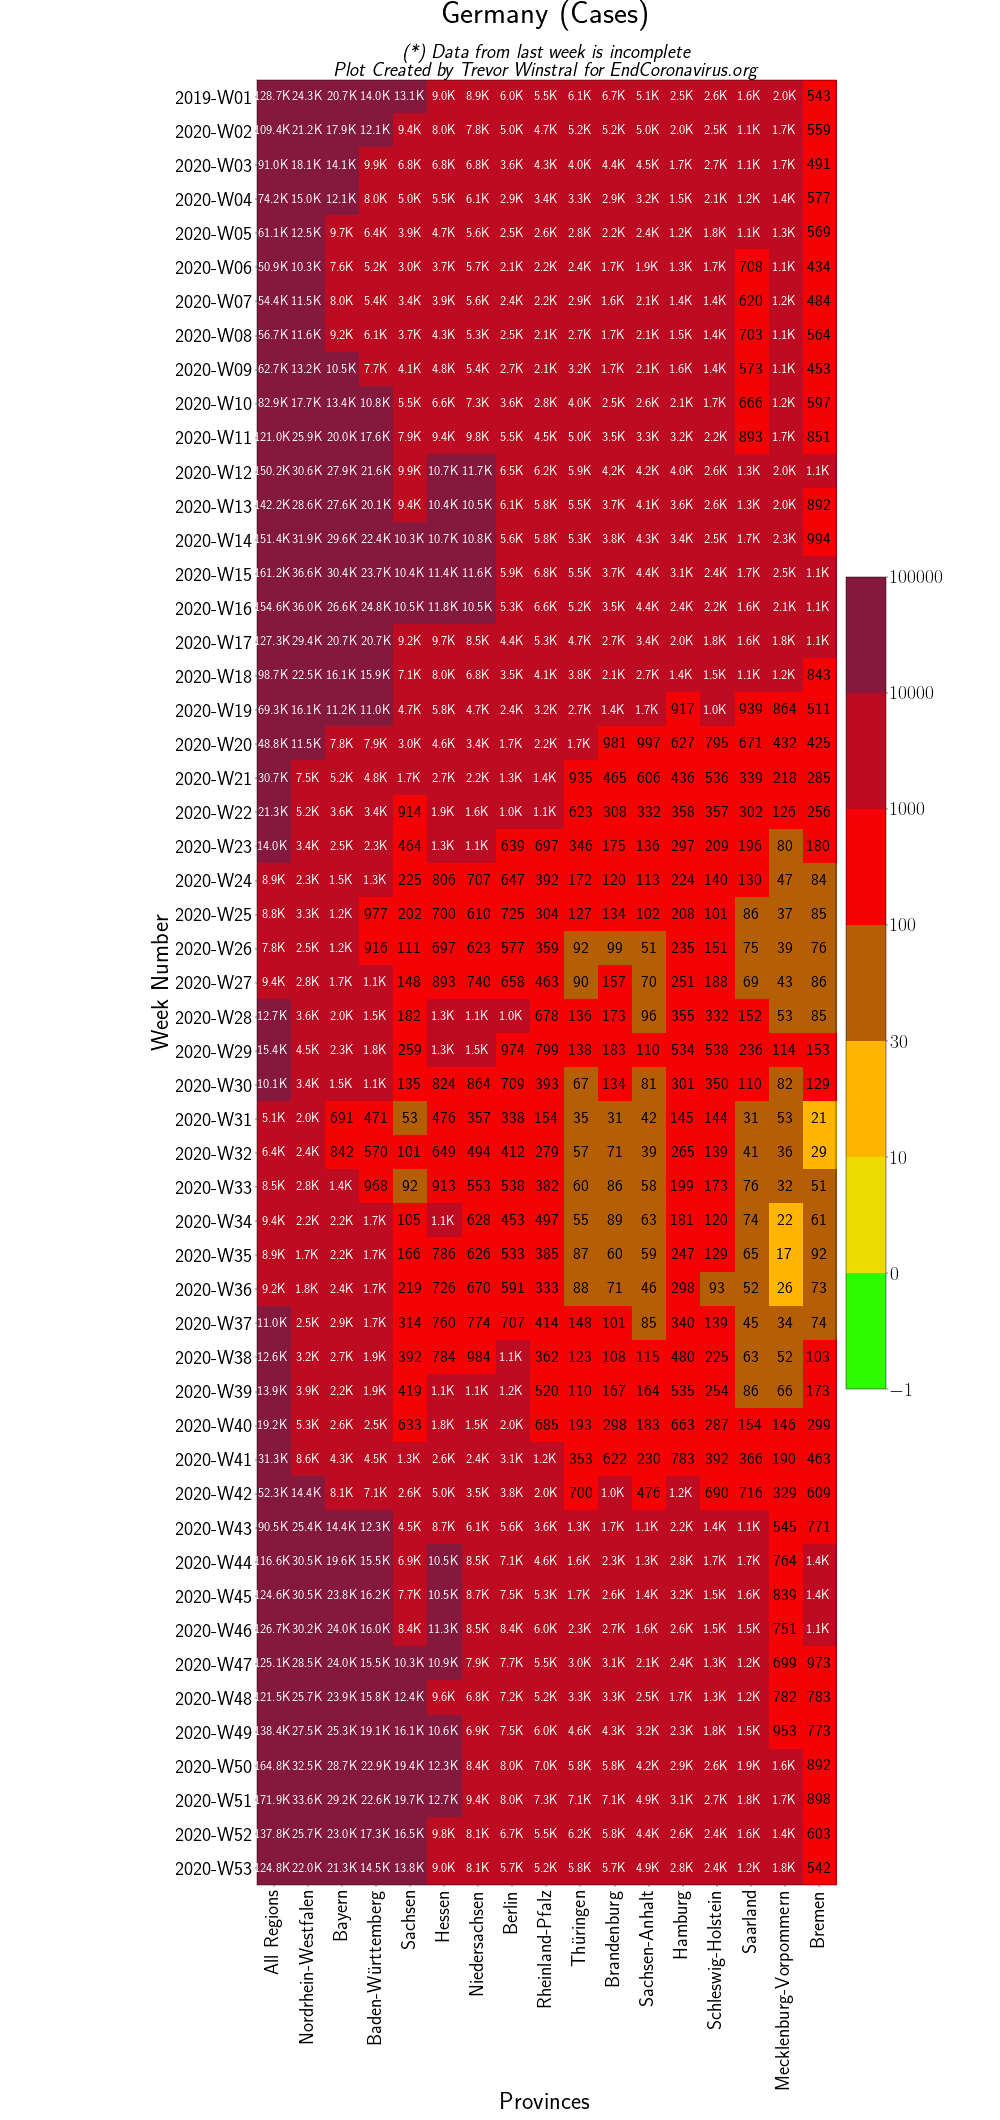 Germany (Cases)
(*) Data from last week is incomplete
Plot Created by Trevor Winstral for EndCoronavirus.org
2019-W01 128.7K 24.3K 20.7K 14.0K 13.1K 9.0K 8.9K 6.0K 5.5K 6.1K 6.7K 5.1K 2.5K 2.6K 1.6K 2.0K 543
2020-W02 109.4K 21.2K 17.9K 12.1K 9.4K 8.0K 7.8K 5.0K 4.7K 5.2K 5.2K 5.0K 2.0K 2.5K 1.1K 1.7K 559
2020-W03 91.0K 18.1K 14.1K 9.9K 6.8K 6.8K 6.8K 3.6K 4.3K 4.0K 4.4K 4.5K 1.7K 2.7K 1.1K 1.7K 491
2020-W04 74.2K 15.0K 12.1K 8.0K 5.0K 5.5K 6.1K 2.9K 3.4K 3.3K 2.9K 3.2K 1.5K 2.1K 1.2K 1.4K 577
2020-W05 61.1K 12.5K 9.7K 6.4K 3.9K 4.7K 5.6K 2.5K 2.6K 2.8K 2.2K 2.4K 1.2K 1.8K 1.1K 1.3K 569
2020-W06 50.9K 10.3K 7.6K 5.2K 3.0K 3.7K 5.7K 2.1K 2.2K 2.4K 1.7K 1.9K 1.3K 1.7K 708 1.1K 434
2020-W07 54.4K 11.5K 8.0K 5.4K 3.4K 3.9K 5.6K 2.4K 2.2K 2.9K 1.6K 2.1K 1.4K 1.4K 620 1.2K 484
2020-W08 56.7K 11.6K 9.2K 6.1K 3.7K 4.3K 5.3K 2.5K 2.1K 2.7K 1.7K 2.1K 1.5K 1.4K 703 1.1K 564
2020-W09 62.7K 13.2K 10.5K 7.7K 4.1K 4.8K 5.4K 2.7K 2.1K 3.2K 1.7K 2.1K 1.6K 1.4K 573 1.1K 453
2020-W10 82.9K 17.7K 13.4K 10.8K 5.5K 6.6K 7.3K 3.6K 2.8K 4.0K 2.5K 2.6K 2.1K 1.7K 666 1.2K 597
2020-W11 121.0K 25.9K 20.0K 17.6K 7.9K 9.4K 9.8K 5.5K 4.5K 5.0K 3.5K 3.3K 3.2K 2.2K 893 1.7K 851
2020-W12 150.2K 30.6K 27.9K 21.6K 9.9K 10.7K 11.7K 6.5K 6.2K 5.9K 4.2K 4.2K 4.0K 2.6K 1.3K 2.0K 1.1K
2020-W13 142.2K 28.6K 27.6K 20.1K 9.4K 10.4K 10.5K 6.1K 5.8K 5.5K 3.7K 4.1K 3.6K 2.6K 1.3K 2.0K 892
2020-W14 151.4K 31.9K 29.6K 22.4K 10.3K 10.7K 10.8K 5.6K 5.8K 5.3K 3.8K 4.3K 3.4K 2.5K 1.7K 2.3K 994
2020-W15 161.2K 36.6K 30.4K 23.7K 10.4K 11.4K 11.6K 5.9K 6.8K 5.5K 3.7K 4.4K 3.1K 2.4K 1.7K 2.5K 1.1K
2020-W16 154.6K 36.0K 26.6K 24.8K 10.5K 11.8K 10.5K 5.3K 6.6K 5.2K 3.5K 4.4K 2.4K 2.2K 1.6K 2.1K 1.1K
2020-W17 127.3K 29.4K 20.7K 20.7K 9.2K 9.7K 8.5K 4.4K 5.3K 4.7K 2.7K 3.4K 2.0K 1.8K 1.6K 1.8K 1.1K
2020-W18 98.7K 22.5K 16.1K 15.9K 7.1K 8.0K 6.8K 3.5K 4.1K 3.8K 2.1K 2.7K 1.4K 1.5K 1.1K 1.2K 843
2020-W19 69.3K 16.1K 11.2K 11.0K 4.7K 5.8K 4.7K 2.4K 3.2K 2.7K 1.4K 1.7K 917 1.0K 939 864 511
2020-W20 48.8K 11.5K 7.8K 7.9K 3.0K 4.6K 3.4K 1.7K 2.2K 1.7K 981 997 627 795 671 432 425
2020-W21 30.7K 7.5K 5.2K 4.8K 1.7K 2.7K 2.2K 1.3K 1.4K 935 465 606 436 536 339 218 285
2020-W22 21.3K 5.2K 3.6K 3.4K 914 1.9K 1.6K 1.0K 1.1K 623 308 332 358 357 302 126 256
2020-W23 14.0K 3.4K 2.5K 2.3K 464 1.3K 1.1K 639 697 346 175 136 297 209 196 80 180
2020-W24 8.9K 2.3K 1.5K 1.3K 225 806 707 647 392 172 120 113 224 140 130 47 84
2020-W25 8.8K 3.3K 1.2K 977 202 700 610 725 304 127 134 102 208 101 86 37 85
2020-W26 7.8K 2.5K 1.2K 916 111 697 623 577 359 92 99 51 235 151 75 39 76
2020-W27 9.4K 2.8K 1.7K 1.1K 148 893 740 658 463 90 157 70 251 188 69 43 86
2020-W28 12.7K 3.6K 2.0K 1.5K 182 1.3K 1.1K 1.0K 678 136 173 96 355 332 152 53 85
2020-W29 15.4K 4.5K 2.3K 1.8K 259 1.3K 1.5K 974 799 138 183 110 534 538 236 114 153
2020-W30 10.1K 3.4K 1.5K 1.1K 135 824 864 709 393 67 134 81 301 350 110 82 129
2020-W31 5.1K 2.0K 691 471 53 476 357 338 154 35 31 42 145 144 31 53 21
2020-W32 6.4K 2.4K 842 570 101 649 494 412 279 57 71 39 265 139 41 36 29
2020-W33 8.5K 2.8K 1.4K 968 92 913 553 538 382 60 86 58 199 173 76 32 51
2020-W34 9.4K 2.2K 2.2K 1.7K 105 1.1K 628 453 497 55 89 63 181 120 74 22 61
2020-W35 8.9K 1.7K 2.2K 1.7K 166 786 626 533 385 87 60 59 247 129 65 17 92
2020-W36 9.2K 1.8K 2.4K 1.7K 219 726 670 591 333 88 71 46 298 93 52 26 73
2020-W37 11.0K 2.5K 2.9K 1.7K 314 760 774 707 414 148 101 85 340 139 45 34 74
2020-W38 12.6K 3.2K 2.7K 1.9K 392 784 984 1.1K 362 123 108 115 480 225 63 52 103
2020-W39 13.9K 3.9K 2.2K 1.9K 419 1.1K 1.1K 1.2K 520 110 167 164 535 254 86 66 173
2020-W40 19.2K 5.3K 2.6K 2.5K 633 1.8K 1.5K 2.0K 685 193 298 183 663 287 154 146 299
2020-W41 31.3K 8.6K 4.3K 4.5K 1.3K 2.6K 2.4K 3.1K 1.2K 353 622 230 783 392 366 190 463
2020-W42 52.3K 14.4K 8.1K 7.1K 2.6K 5.0K 3.5K 3.8K 2.0K 700 1.0K 476 1.2K 690 716 329 609
2020-W43 90.5K 25.4K 14.4K 12.3K 4.5K 8.7K 6.1K 5.6K 3.6K 1.3K 1.7K 1.1K 2.2K 1.4K 1.1K 545 771
2020-W44 116.6K 30.5K 19.6K 15.5K 6.9K 10.5K 8.5K 7.1K 4.6K 1.6K 2.3K 1.3K 2.8K 1.7K 1.7K 764 1.4K
2020-W45 124.6K 30.5K 23.8K 16.2K 7.7K 10.5K 8.7K 7.5K 5.3K 1.7K 2.6K 1.4K 3.2K 1.5K 1.6K 839 1.4K
2020-W46 126.7K 30.2K 24.0K 16.0K 8.4K 11.3K 8.5K 8.4K 6.0K 2.3K 2.7K 1.6K 2.6K 1.5K 1.5K 751 1.1K
2020-W47 125.1K 28.5K 24.0K 15.5K 10.3K 10.9K 7.9K 7.7K 5.5K 3.0K 3.1K 2.1K 2.4K 1.3K 1.2K 699 973
2020-W48 121.5K 25.7K 23.9K 15.8K 12.4K 9.6K 6.8K 7.2K 5.2K 3.3K 3.3K 2.5K 1.7K 1.3K 1.2K 782 783
2020-W49 138.4K 27.5K 25.3K 19.1K 16.1K 10.6K 6.9K 7.5K 6.0K 4.6K 4.3K 3.2K 2.3K 1.8K 1.5K 953 773
2020-W50 164.8K 32.5K 28.7K 22.9K 19.4K 12.3K 8.4K 8.0K 7.0K 5.8K 5.8K 4.2K 2.9K 2.6K 1.9K 1.6K 892
2020-W51 171.9K 33.6K 29.2K 22.6K 19.7K 12.7K 9.4K 8.0K 7.3K 7.1K 7.1K 4.9K 3.1K 2.7K 1.8K 1.7K 898
2020-W52 137.8K 25.7K 23.0K 17.3K 16.5K 9.8K 8.1K 6.7K 5.5K 6.2K 5.8K 4.4K 2.6K 2.4K 1.6K 1.4K 603
2020-W53 124.8K 22.0K 21.3K 14.5K 13.8K 9.0K 8.1K 5.7K 5.2K 5.8K 5.7K 4.9K 2.8K 2.4K 1.2K 1.8K 542
Week Number
All Regions
Nordrhein-Westfalen
Bayern
Baden-Württemberg
Sachsen
Hessen
Niedersachsen
Berlin
Rheinland-Pfalz
Thüringen
Brandenburg
Sachsen-Anhalt
Hamburg
Schleswig-Holstein
Saarland
Mecklenburg-Vorpommern
Bremen
Provinces
100000
10000
1000
100
30
10
0
−1